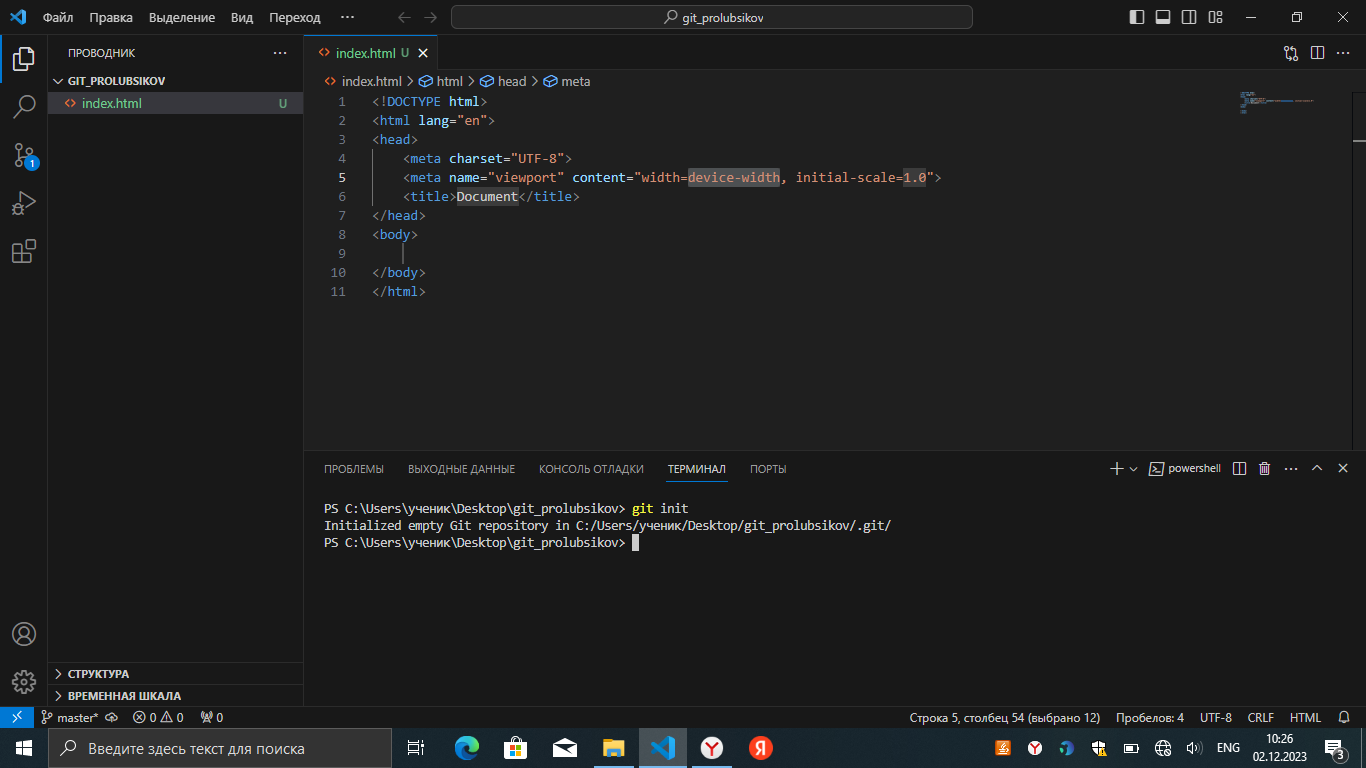 Файл Правка Выделение Вид Переход ··· git_prolubsikov
ПРОВОДНИК ···
GIT_PROLUBSIKOV
index.html U
1
index.html U
index.html > html > head > meta
1 <!DOCTYPE html>
2 <html lang="en">
3 <head>
4     <meta charset="UTF-8">
5     <meta name="viewport" content="width=device-width, initial-scale=1.0">
6     <title>Document</title>
7 </head>
8 <body>
9
10 </body>
11 </html>
ПРОБЛЕМЫ ВЫХОДНЫЕ ДАННЫЕ КОНСОЛЬ ОТЛАДКИ ТЕРМИНАЛ ПОРТЫ powershell
PS C:\Users\ученик\Desktop\git_prolubsikov> git init
Initialized empty Git repository in C:/Users/ученик/Desktop/git_prolubsikov/.git/
PS C:\Users\ученик\Desktop\git_prolubsikov>
СТРУКТУРА
ВРЕМЕННАЯ ШКАЛА
master* 0 0 0 Строка 5, столбец 54 (выбрано 12) Пробелов: 4 UTF-8 CRLF HTML
Введите здесь текст для поиска Y Я Y ENG 10:26
02.12.2023 3